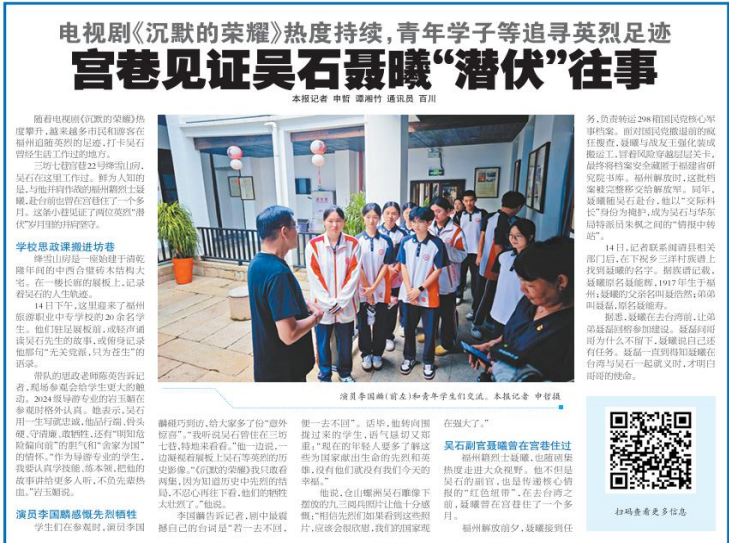 电视剧《沉默的荣耀》热度持续，青年学子等追寻英烈足迹
宫巷见证吴石聂曦“潜伏”往事
本报记者 申哲 谭湘竹 通讯员 百川
随着电视剧《沉默的荣耀》热
度攀升，越来越多市民和游客在
福州追随英烈的足迹，打卡吴石
曾经生活工作过的地方。
三坊七巷宫巷22号绛雪山房，
吴石在这里工作过。鲜为人知的
是，与他并肩作战的福州籍烈士聂
曦，赴台前也曾在宫巷住了一个多
月。这条小巷见证了两位英烈“潜
伏”岁月里的并肩坚守。
学校思政课搬进坊巷
绛雪山房是一座始建于清乾
隆年间的中西合璧砖木结构大
宅。在一楼长廊的展板上，记录
着吴石的人生轨迹。
14日下午，这里迎来了福州
旅游职业中专学校的20余名学
生。他们驻足展板前，或轻声诵
读吴石先生的故事，或俯身记录
他那句“无关党派，只为苍生”的
语录。
带队的思政老师陈英告诉记
者，现场参观会给学生更大的触
动。2024级导游专业的岩玉媚在
参观时格外认真。她表示，吴石
用一生写就忠诚，他品行端、骨头
硬、守清廉、敢牺牲，还有“明知危
险偏向前”的胆气和“舍家为国”
的情怀。“作为导游专业的学生，
我要认真学技能、练本领，把他的
故事讲给更多人听，不负先辈热
血。”岩玉媚说。
演员李国麟感慨先烈牺牲
学生们在参观时，演员李国
演员李国麟（前左）和青年学生们交流。本报记者 申哲摄
麟碰巧到访，给大家多了份“意外
惊喜”。“我听说吴石曾住在三坊
七巷，特地来看看。”他一边说，一
边凝视着展板上吴石等英烈的历
史影像。“《沉默的荣耀》我只敢看
两集，因为知道历史中先烈的结
局，不忍心再往下看，他们的牺牲
太壮烈了。”他说。
李国麟告诉记者，剧中最震
撼自己的台词是“若一去不回，
便一去不回”。话毕，他转向围
拢过来的学生，语气恳切又郑
重：“现在的年轻人要多了解这
些为国家献出生命的先烈和英
雄，没有他们就没有我们今天的
幸福。”
他说，仓山螺洲吴石雕像下
摆放的九三阅兵照片让他十分感
慨：“相信先烈们如果看到这些照
片，应该会很欣慰，我们的国家现
在强大了。”
吴石副官聂曦曾在宫巷住过
福州籍烈士聂曦，也随剧集
热度走进大众视野。他不但是
吴石的副官，也是传递核心情
报的“红色纽带”，在去台湾之
前，聂曦曾在宫巷住了一个多
月。
福州解放前夕，聂曦接到任
务，负责转运298箱国民党核心军
事档案。面对国民党撤退前的疯
狂搜查，聂曦与战友王强化装成
搬运工，冒着风险穿越层层关卡，
最终将档案安全藏匿于福建省研
究院书库。福州解放时，这批档
案被完整移交给解放军。同年，
聂曦随吴石赴台，他以“交际科
长”身份为掩护，成为吴石与华东
局特派员朱枫之间的“情报中转
站”。
14日，记者联系闽清县相关
部门后，在下祝乡三洋村族谱上
找到聂曦的名字。据族谱记载，
聂曦原名聂能辉，1917年生于福
州；聂曦的父亲名叫聂浩然；弟弟
叫聂磊，原名聂能寿。
据悉，聂曦在去台湾前，让弟
弟聂磊回榕参加建设。聂磊问哥
哥为什么不留下，聂曦说自己还
有任务。聂磊一直到得知聂曦在
台湾与吴石一起就义时，才明白
哥哥的使命。
扫码查看更多信息